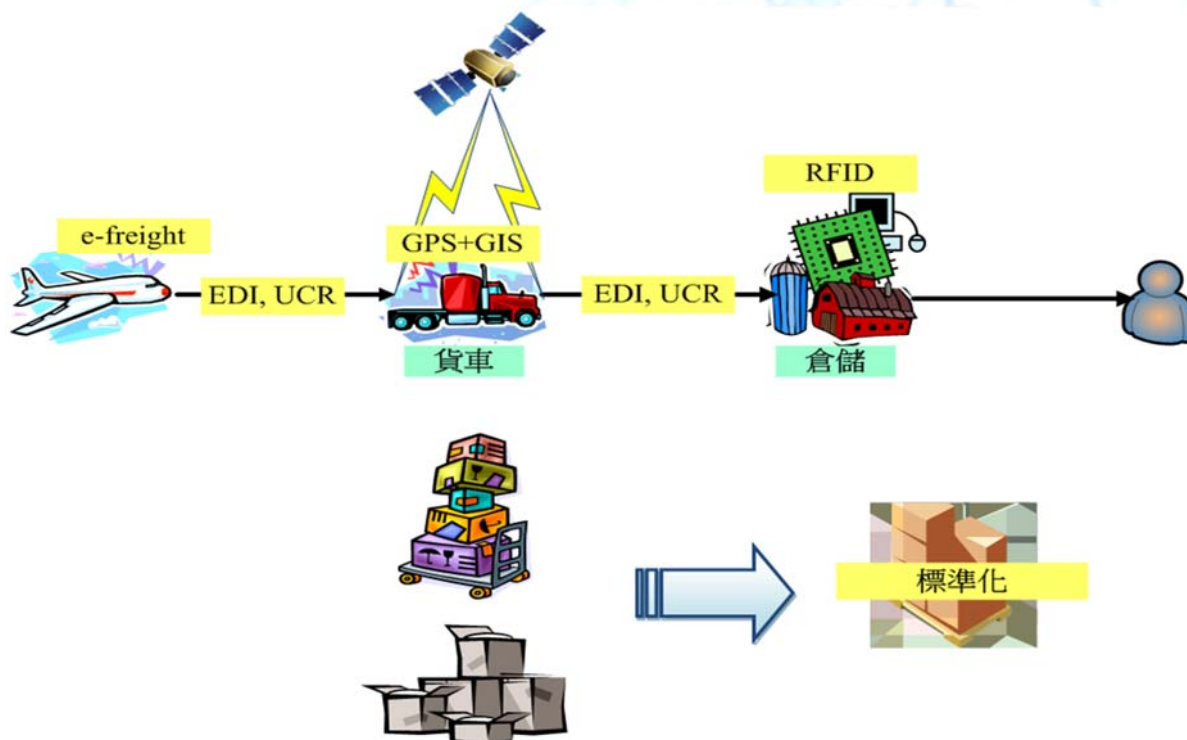 RFID
e-freight
GPS+GIS
EDI, UCR
EDI, UCR
貨車
倉儲
標準化